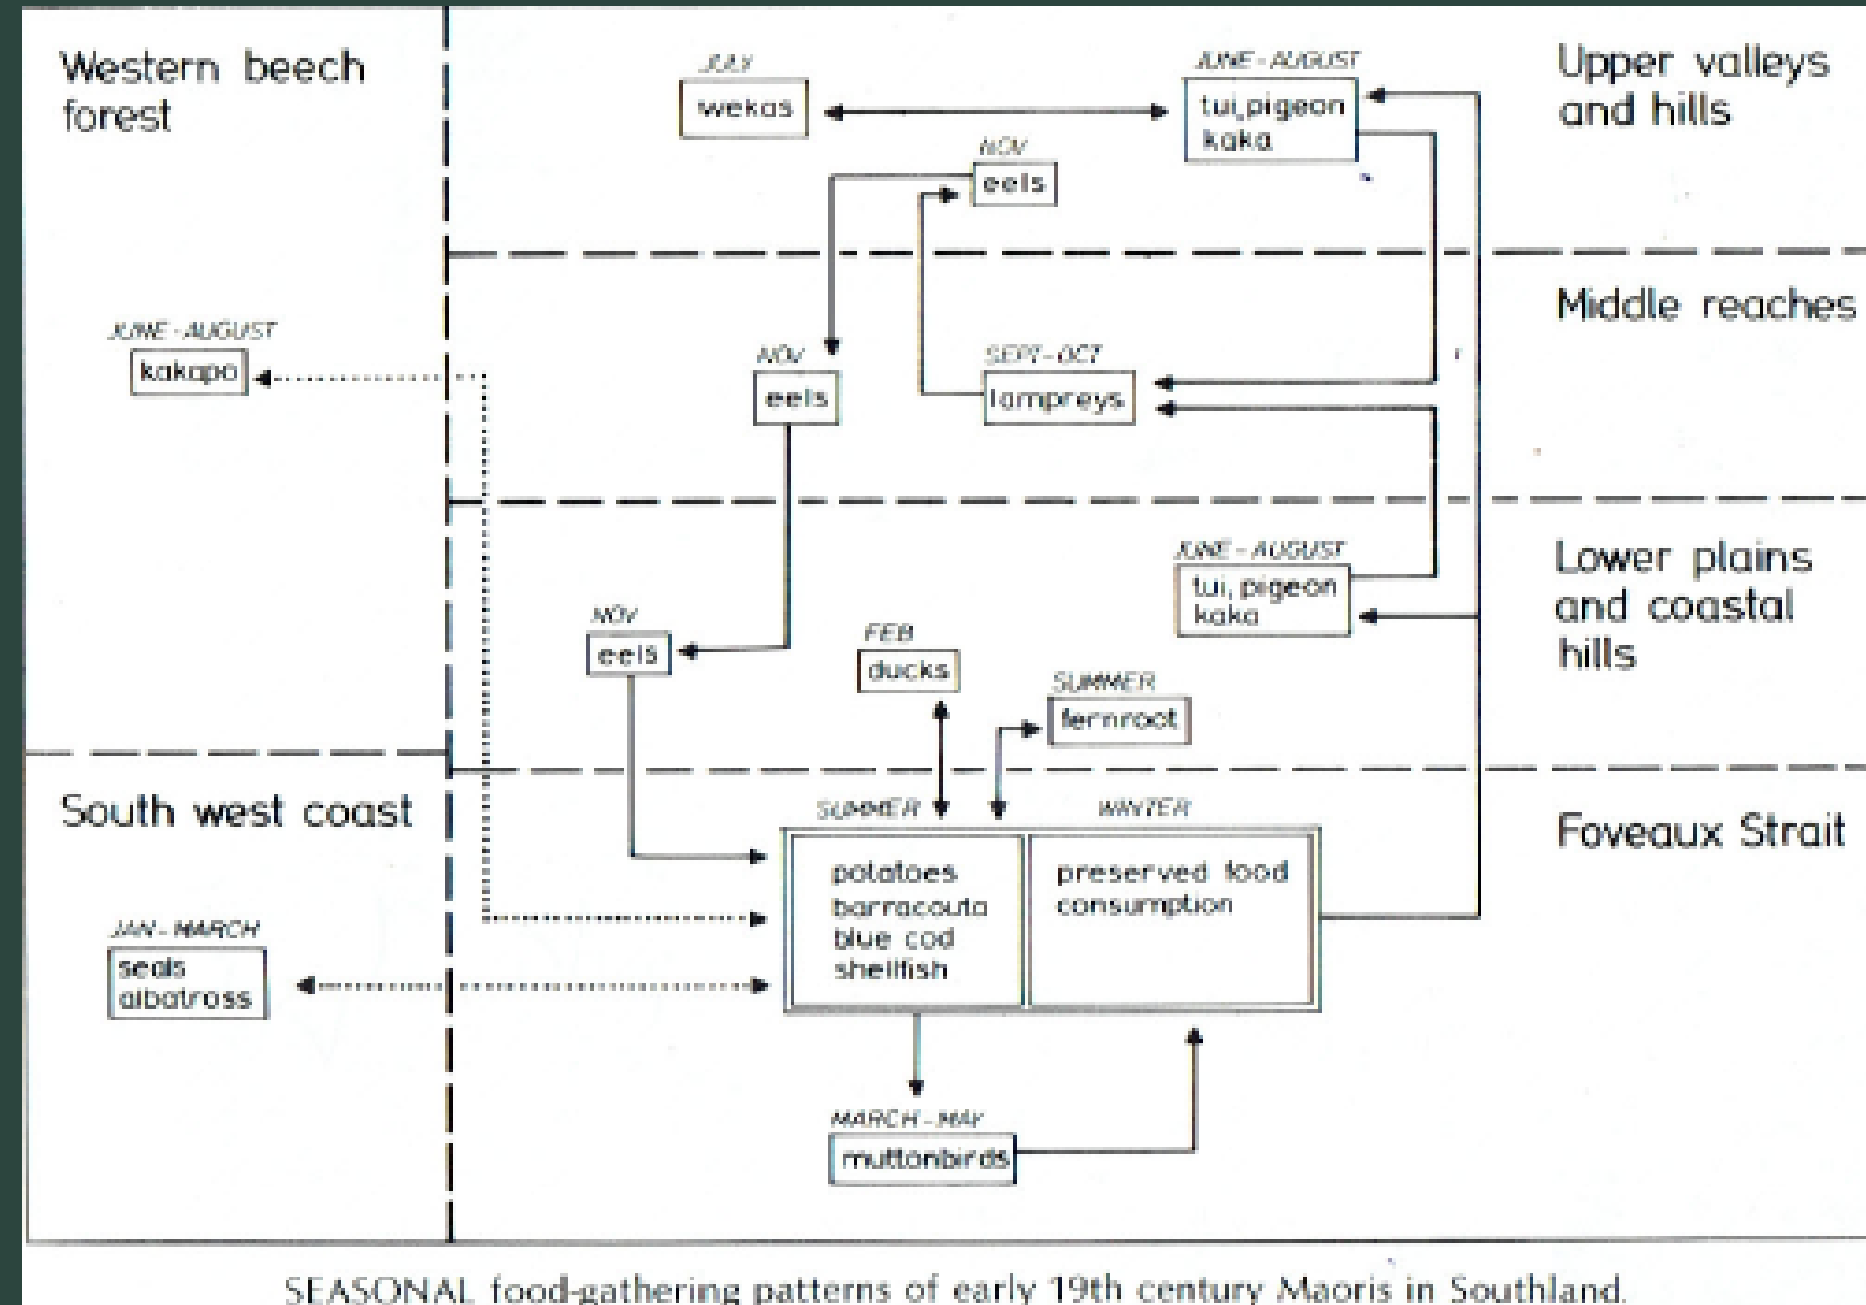 Western beech
forest
JULY
wekas
JUNE-AUGUST
tui, pigeon
kaka
Upper valleys
and hills
NOV
eels
JUNE-AUGUST
kakapo
NOV
eels
SEPT-OCT
lampreys
Middle reaches
NOV
eels
FEB
ducks
SUMMER
fernroot
JUNE-AUGUST
tui, pigeon
kaka
Lower plains
and coastal
hills
South west coast
JAN-MARCH
seals
albatross
SUMMER
potatoes
barracouta
blue cod
shellfish
WINTER
preserved food
consumption
MARCH-MAY
muttonbirds
Foveaux Strait
SEASONAL food-gathering patterns of early 19th century Maoris in Southland.